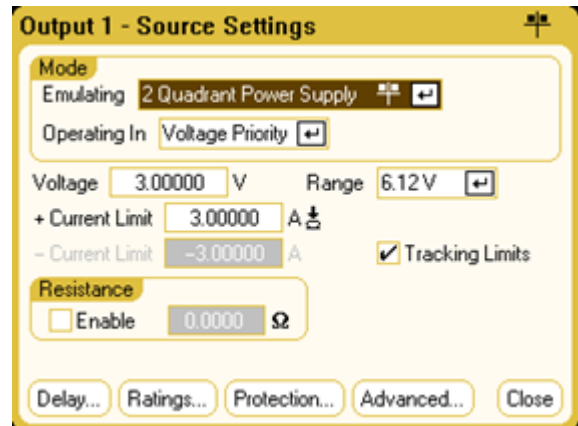 Output 1 - Source Settings
Mode
Emulating 2 Quadrant Power Supply
Operating In Voltage Priority
Voltage 3.00000 V Range 6.12 V
+ Current Limit 3.00000 A
- Current Limit -3.00000 A Tracking Limits
Resistance
Enable 0.0000 Ω
Delay... Ratings... Protection... Advanced... Close